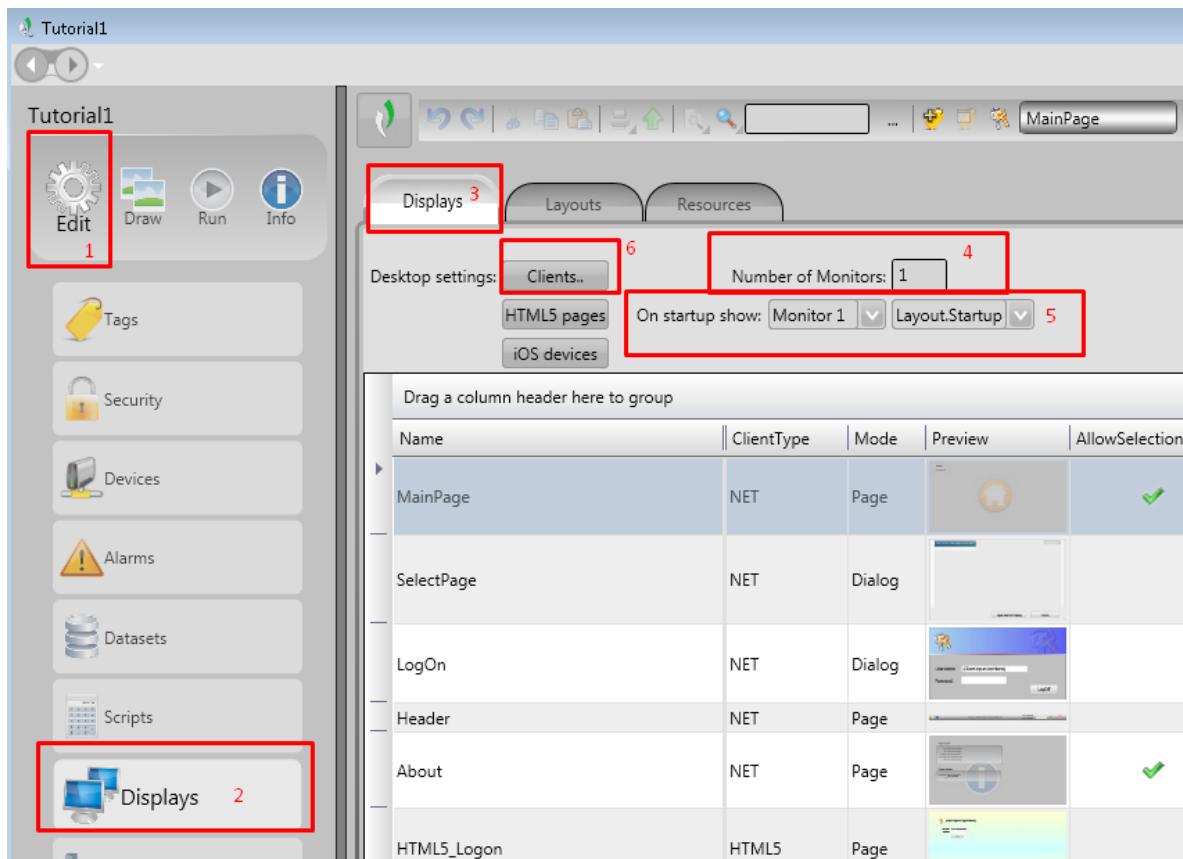 Tutorial1
Tutorial1
...
MainPage
Edit
Draw
Run
Info
1
Displays
3
Layouts
Resources
6
4
Desktop settings:
Clients..
Number of Monitors:
1
HTML5 pages
On startup show:
Monitor 1
Layout.Startup
5
iOS devices
Tags
Security
Devices
Alarms
Datasets
Scripts
Displays
2
Drag a column header here to group
Name ClientType Mode Preview AllowSelection
MainPage NET Page
SelectPage NET Dialog
LogOn NET Dialog
Header NET Page
About NET Page
HTML5_Logon HTML5 Page